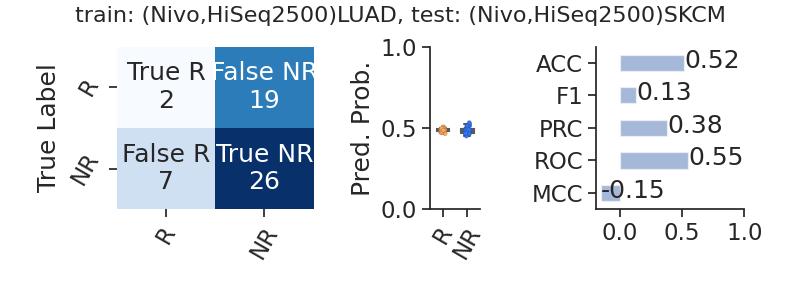 train: (Nivo,HiSeq2500)LUAD, test: (Nivo,HiSeq2500)SKCM
True Label
R
NR
True R
2
False NR
19
False R
7
True NR
26
R
NR
Pred. Prob.
1.0
0.5
0.0
R
NR
ACC
0.52
F1
0.13
PRC
0.38
ROC
0.55
MCC
-0.15
0.0
0.5
1.0